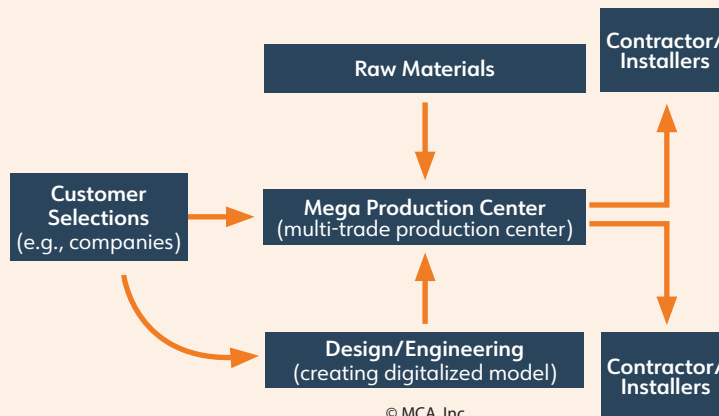 Raw Materials
Contractor/
Installers
Customer
Selections
(e.g., companies)
Mega Production Center
(multi-trade production center)
Design/Engineering
(creating digitalized model)
Contractor/
Installers
© MCA, Inc.